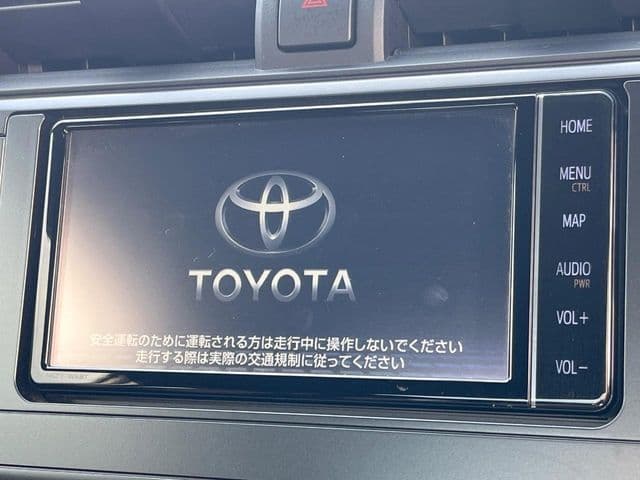 HOME
MENU
CTRL
MAP
AUDIO
PWR
VOL+
VOL-
TOYOTA
安全運転のために運転される方は走行中に操作しないでください
走行する際は実際の交通規制に従ってください